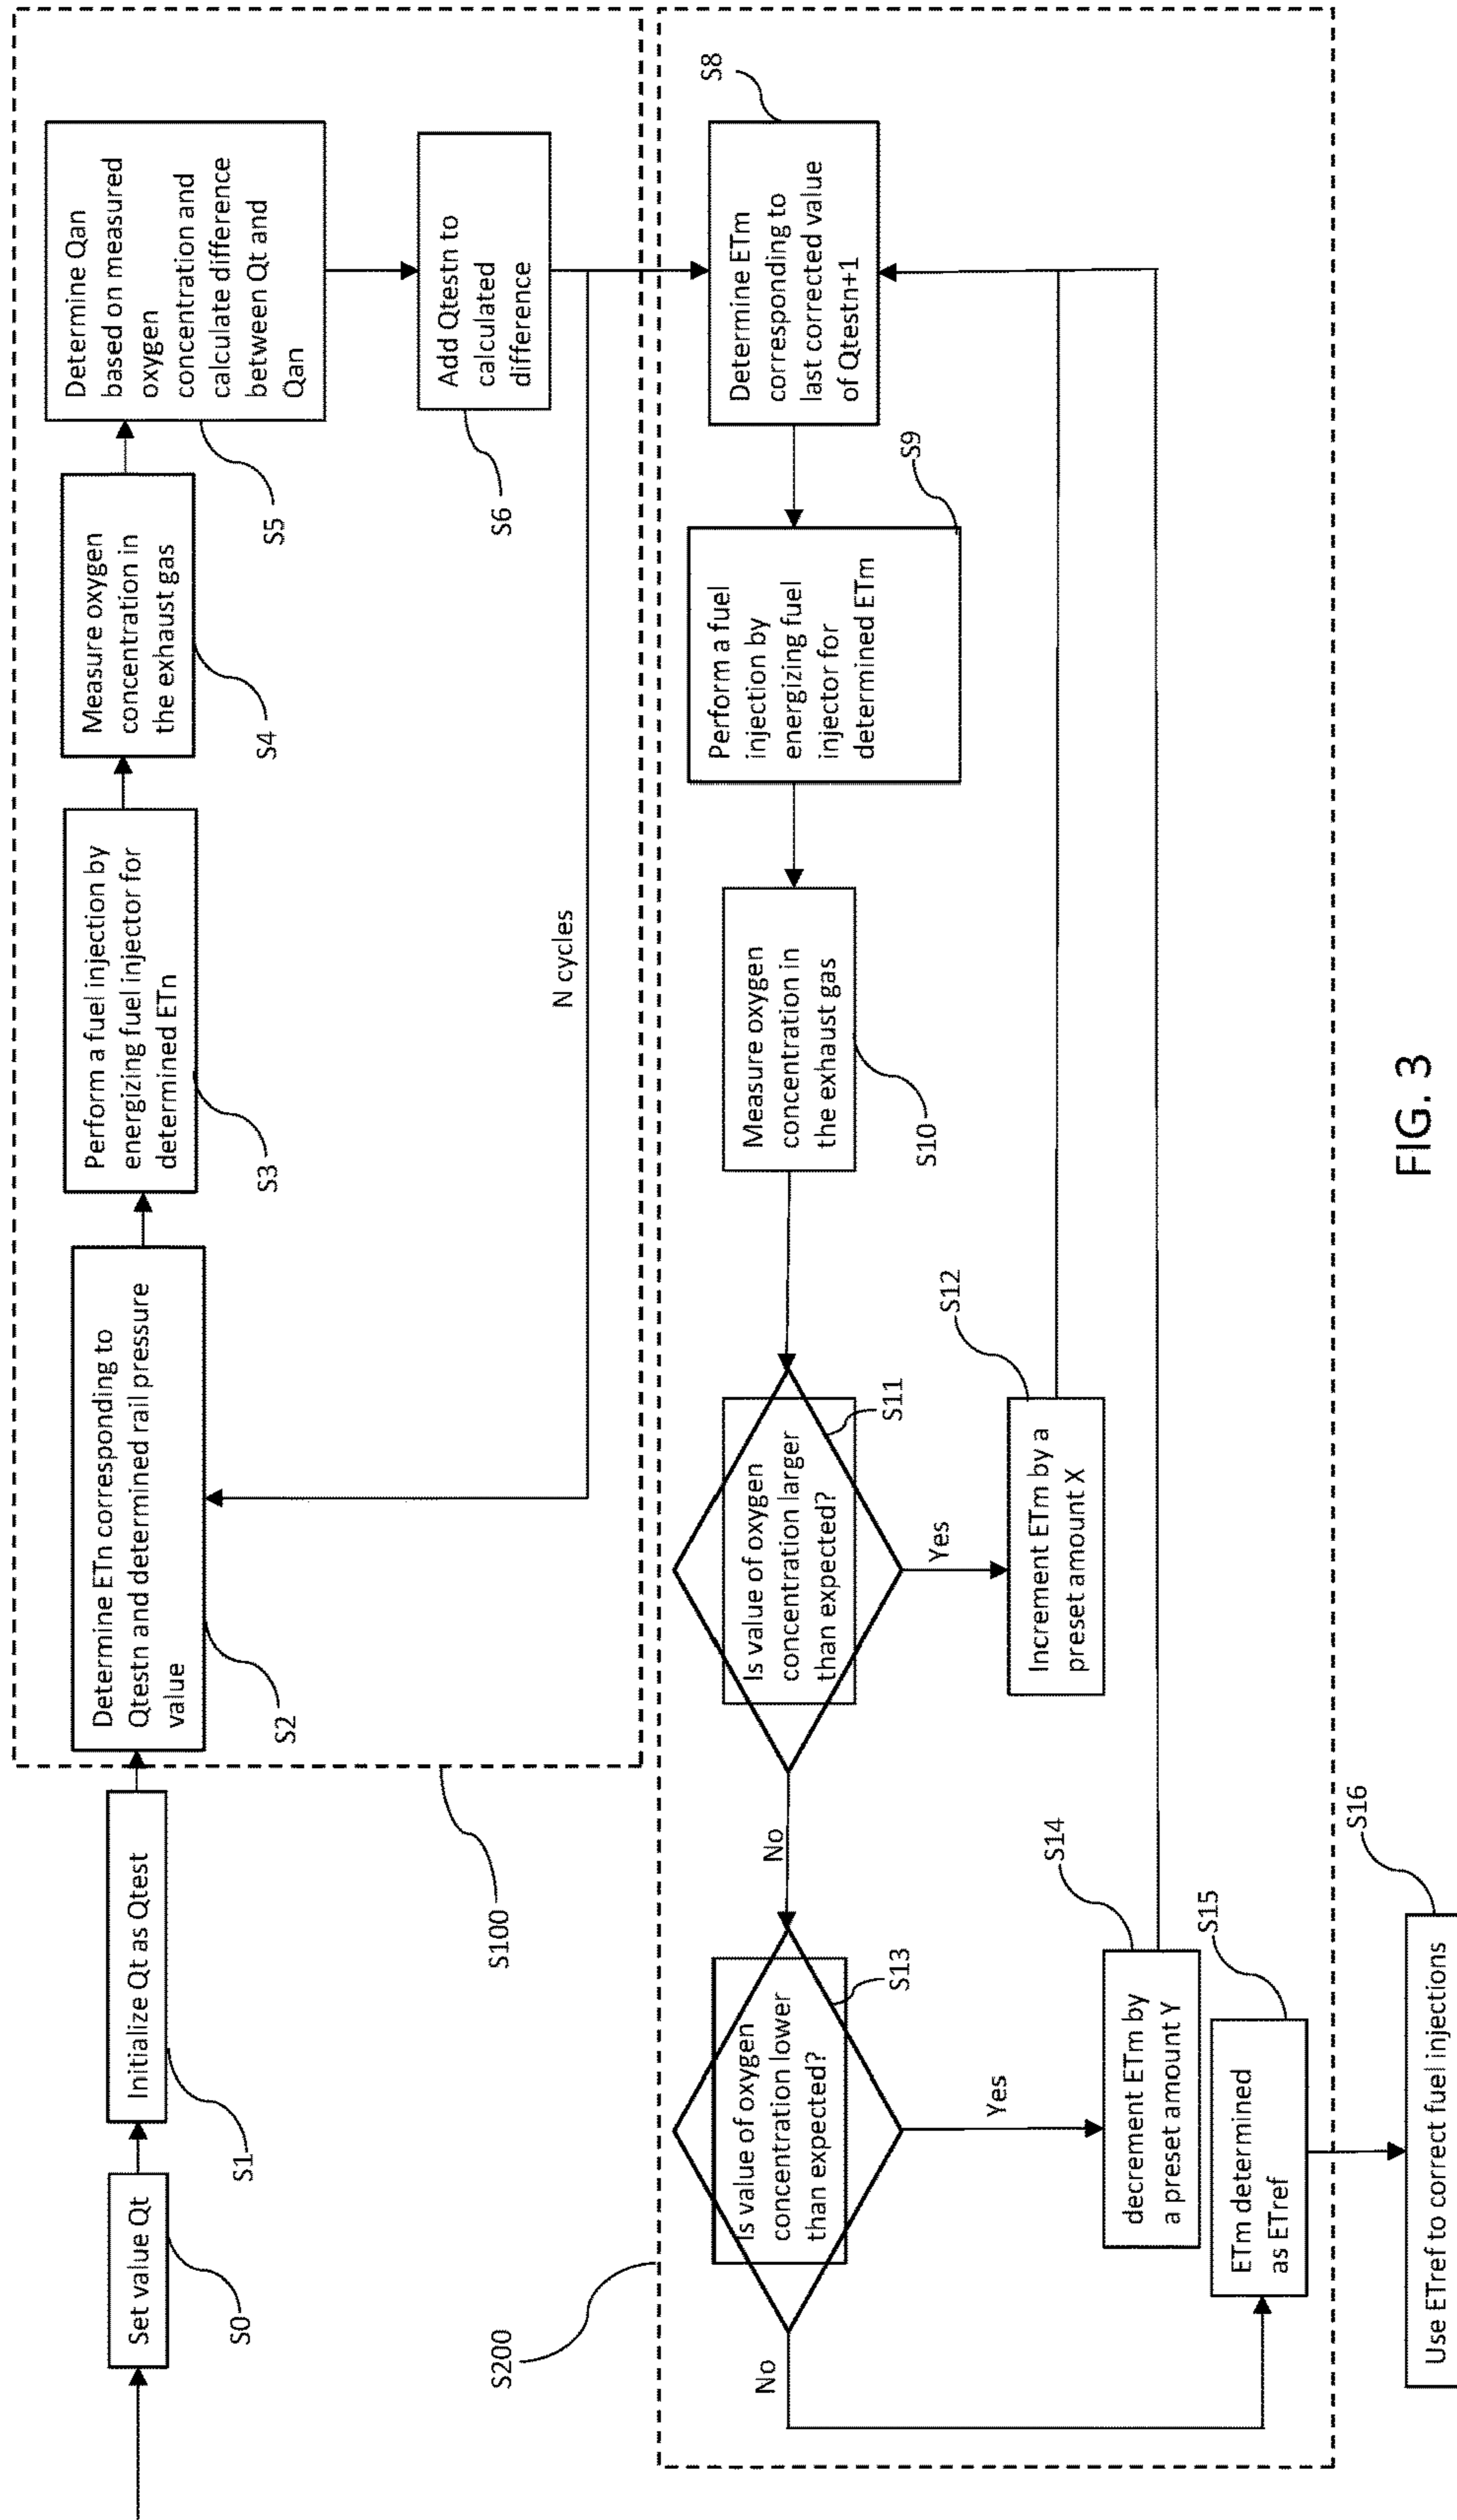 Set value Qt
S0
Initialize Qt as Qtest
S1
Determine ETn corresponding to
Qtestn and determined rail pressure
value
S2
Perform a fuel injection by
energizing fuel injector for
determined ETn
S3
Measure oxygen
concentration in
the exhaust gas
S4
Determine Qan
based on measured
oxygen
concentration and
calculate difference
between Qt and
Qan
S5
Add Qtestn to
calculated
difference
S6
N cycles
S100
Determine ETm
corresponding to
last corrected value
of Qtestn+1
S8
Perform a fuel
injection by
energizing fuel
injector for
determined ETm
S9
Measure oxygen
concentration in
the exhaust gas
S10
Is value of oxygen
concentration larger
than expected?
S11
Yes
Increment ETm by a
preset amount X
S12
No
Is value of oxygen
concentration lower
than expected?
S13
Yes
decrement ETm by
a preset amount Y
S14
No
ETm determined
as ETref
S15
S200
Use ETref to correct fuel injections
S16
FIG. 3